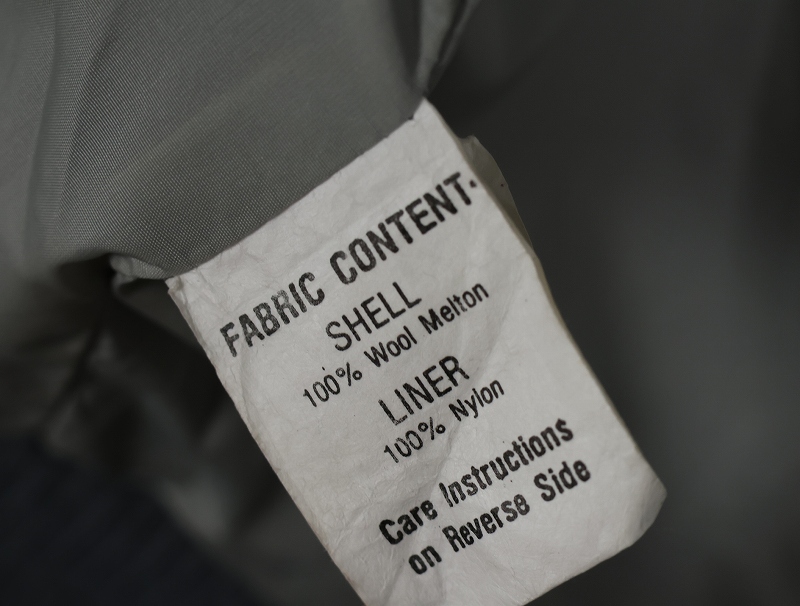 FABRIC CONTENT·
SHELL
100% Wool Melton
LINER
100% Nylon
Care Instructions
on Reverse Side